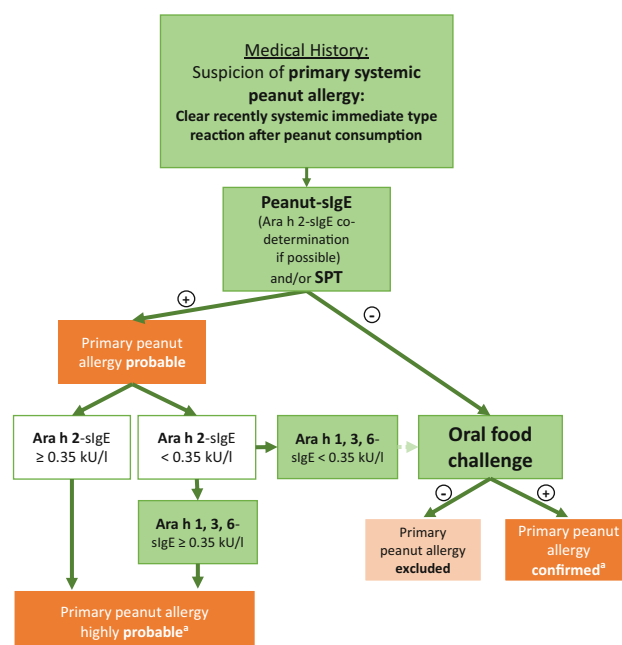 Medical History:
Suspicion of primary systemic
peanut allergy:
Clear recently systemic immediate type
reaction after peanut consumption
Peanut-sIgE
(Ara h 2-sIgE co-
determination
if possible)
and/or SPT
+
-
Primary peanut
allergy probable
Ara h 2-sIgE
≥ 0.35 kU/l
Ara h 2-sIgE
< 0.35 kU/l
Ara h 1, 3, 6-
sIgE < 0.35 kU/l
Oral food
challenge
Ara h 1, 3, 6-
sIgE ≥ 0.35 kU/l
-
+
Primary
peanut allergy
excluded
Primary peanut
allergy
confirmedᵃ
Primary peanut allergy
highly probableᵃ